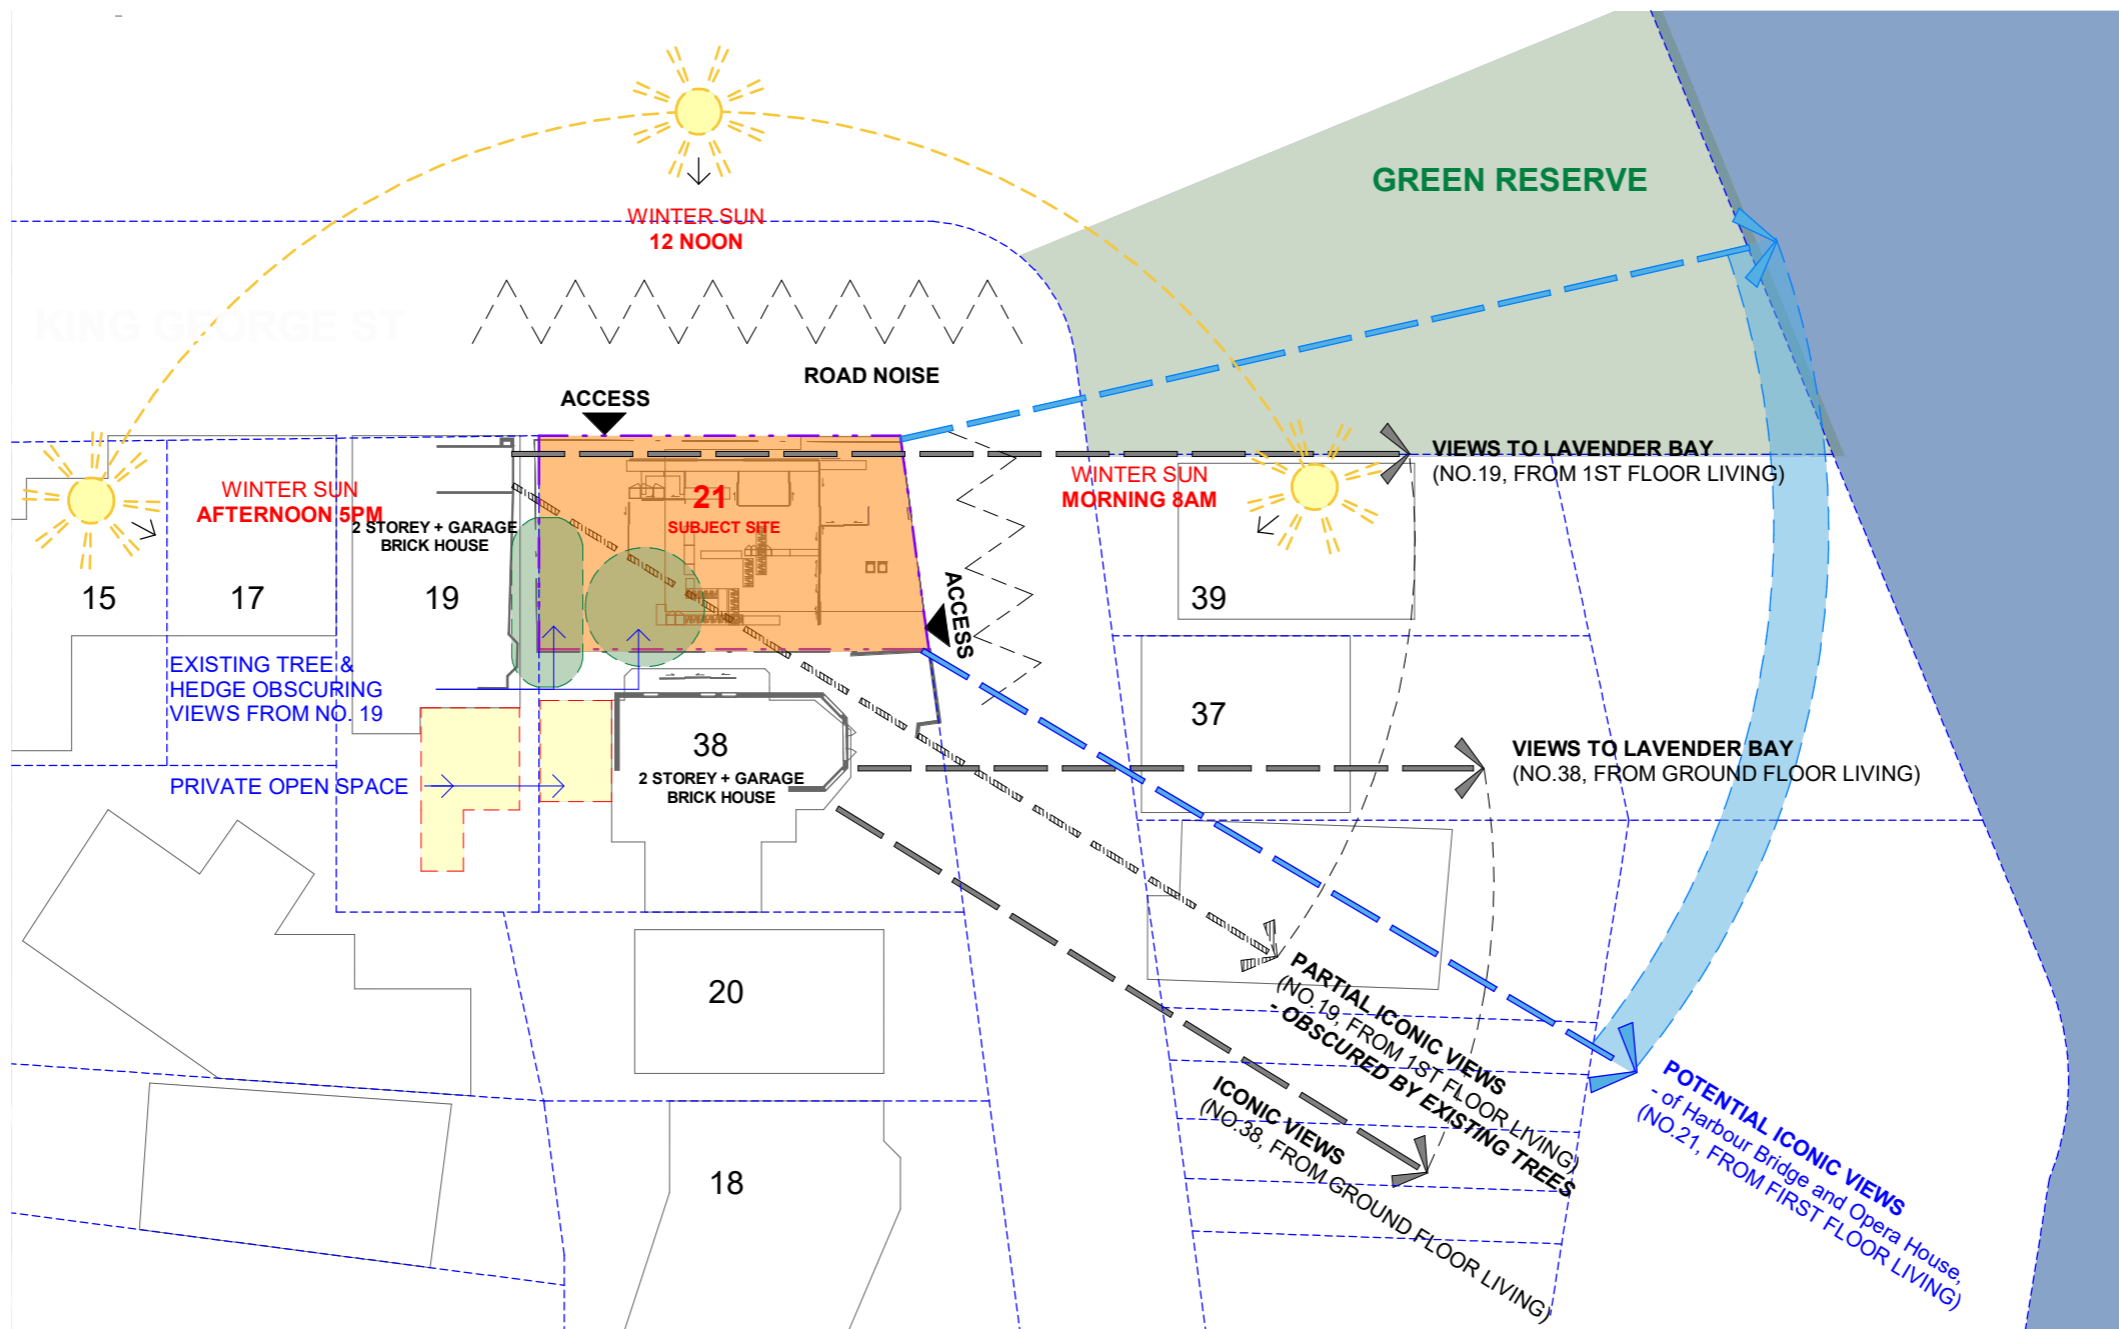 GREEN RESERVE
WINTER SUN
12 NOON
KING GEORGE ST
ROAD NOISE
ACCESS
VIEWS TO LAVENDER BAY
(NO.19, FROM 1ST FLOOR LIVING)
WINTER SUN
MORNING 8AM
WINTER SUN
AFTERNOON 5PM
2 STOREY + GARAGE
BRICK HOUSE
21
SUBJECT SITE
15
17
19
39
ACCESS
EXISTING TREE &
HEDGE OBSCURING
VIEWS FROM NO. 19
37
38
2 STOREY + GARAGE
BRICK HOUSE
VIEWS TO LAVENDER BAY
(NO.38, FROM GROUND FLOOR LIVING)
PRIVATE OPEN SPACE
20
PARTIAL ICONIC VIEWS
(NO.19, FROM 1ST FLOOR LIVING)
- OBSCURED BY EXISTING TREES
ICONIC VIEWS
(NO.38, FROM GROUND FLOOR LIVING)
POTENTIAL ICONIC VIEWS
- of Harbour Bridge and Opera House,
(NO.21, FROM FIRST FLOOR LIVING)
18